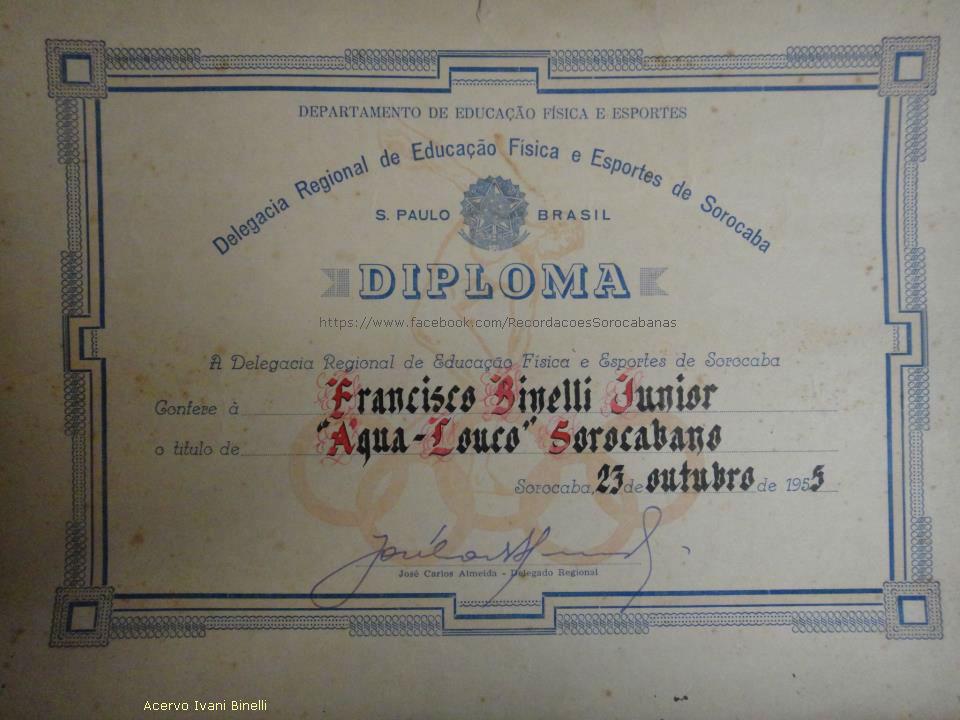 DEPARTAMENTO DE EDUCAÇÃO FÍSICA E ESPORTES
Delegacia Regional de Educação Física e Esportes de Sorocaba
S. PAULO BRASIL
DIPLOMA
https://www.facebook.com/RecordacoesSorocabanas
A Delegacia Regional de Educação Física e Esportes de Sorocaba
Confere à Francisco Binelli Junior
o titulo de "Aqua-Louco" Sorocabano
Sorocaba, 23 de outubro de 1955
José Carlos Almeida - Delegado Regional
Acervo Ivani Binelli